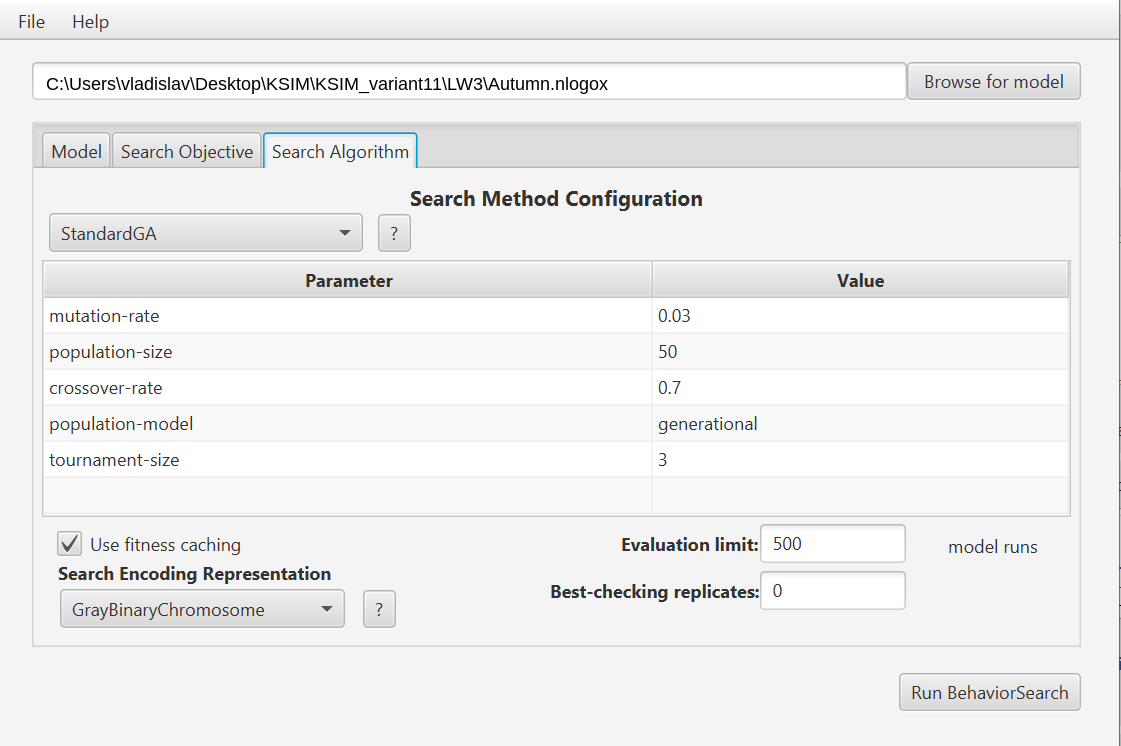 File Help
C:\Users\vladislav\Desktop\KSIM\KSIM_variant11\LW3\Autumn.nlogox Browse for model
Model Search Objective Search Algorithm
Search Method Configuration
StandardGA ?
Parameter Value
mutation-rate 0.03
population-size 50
crossover-rate 0.7
population-model generational
tournament-size 3
Use fitness caching Evaluation limit: 500 model runs
Search Encoding Representation
Best-checking replicates: 0
GrayBinaryChromosome ?
Run BehaviorSearch